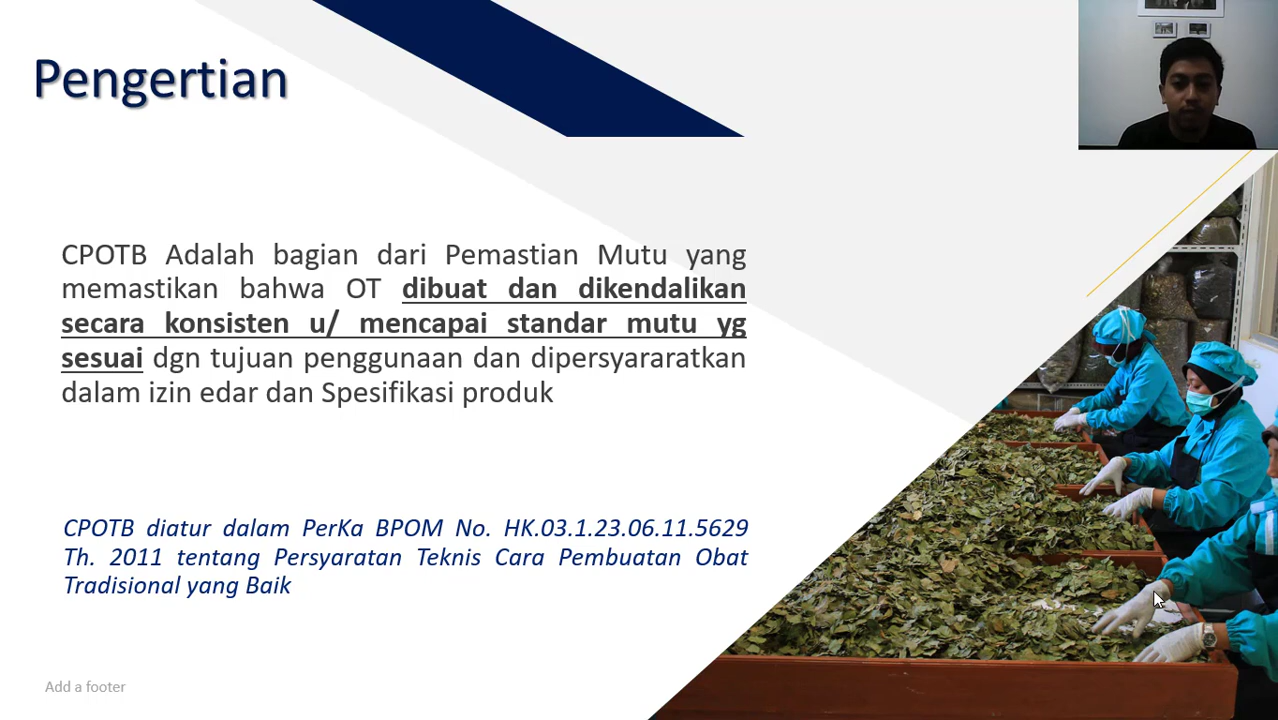 Pengertian
CPOTB Adalah bagian dari Pemastian Mutu yang
memastikan bahwa OT dibuat dan dikendalikan
secara konsisten u/ mencapai standar mutu yg
sesuai dgn tujuan penggunaan dan dipersyararatkan
dalam izin edar dan Spesifikasi produk
CPOTB diatur dalam PerKa BPOM No. HK.03.1.23.06.11.5629
Th. 2011 tentang Persyaratan Teknis Cara Pembuatan Obat
Tradisional yang Baik
Add a footer